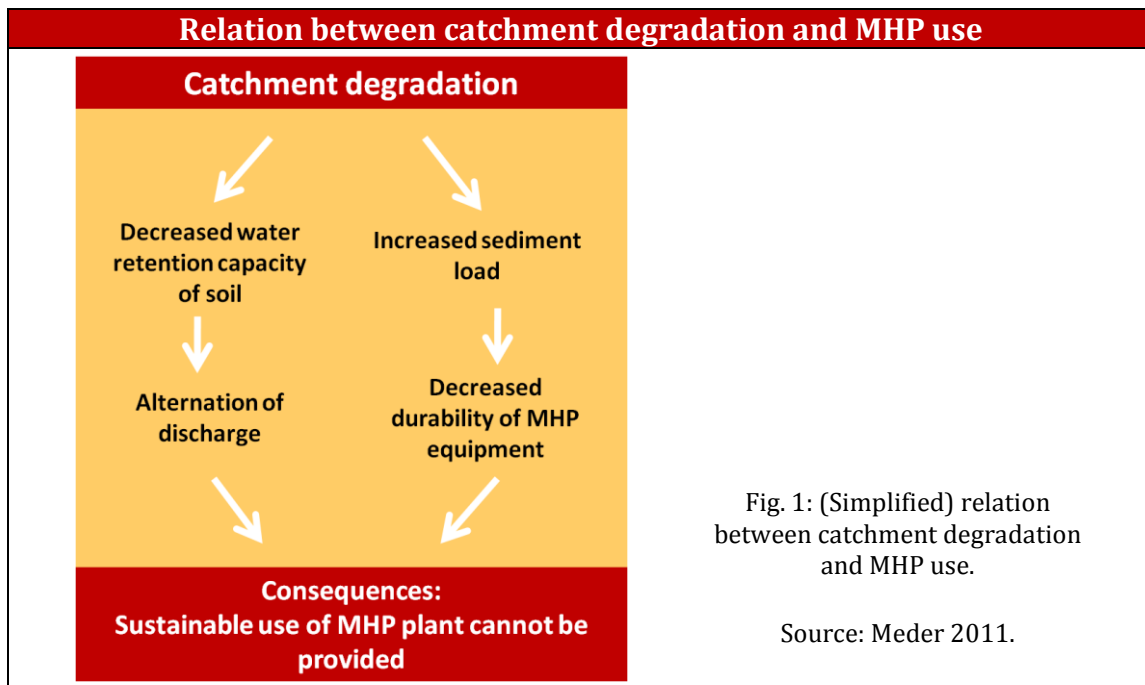 Relation between catchment degradation and MHP use
Catchment degradation
Decreased water
retention capacity
of soil
Increased sediment
load
Alternation of
discharge
Decreased
durability of MHP
equipment
Consequences:
Sustainable use of MHP plant cannot be
provided
Fig. 1: (Simplified) relation
between catchment degradation
and MHP use.
Source: Meder 2011.